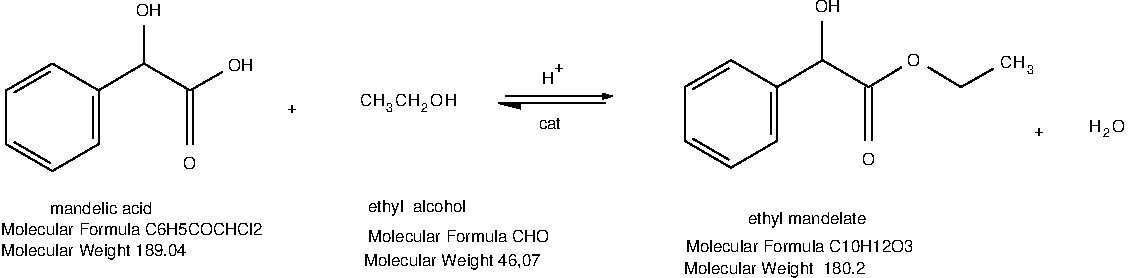 OH
OH
O
+
CH3CH2OH
H+
cat
OH
O
CH3
O
+
H2O
mandelic acid
Molecular Formula C6H5COCHCl2
Molecular Weight 189.04
ethyl alcohol
Molecular Formula CHO
Molecular Weight 46,07
ethyl mandelate
Molecular Formula C10H12O3
Molecular Weight 180.2